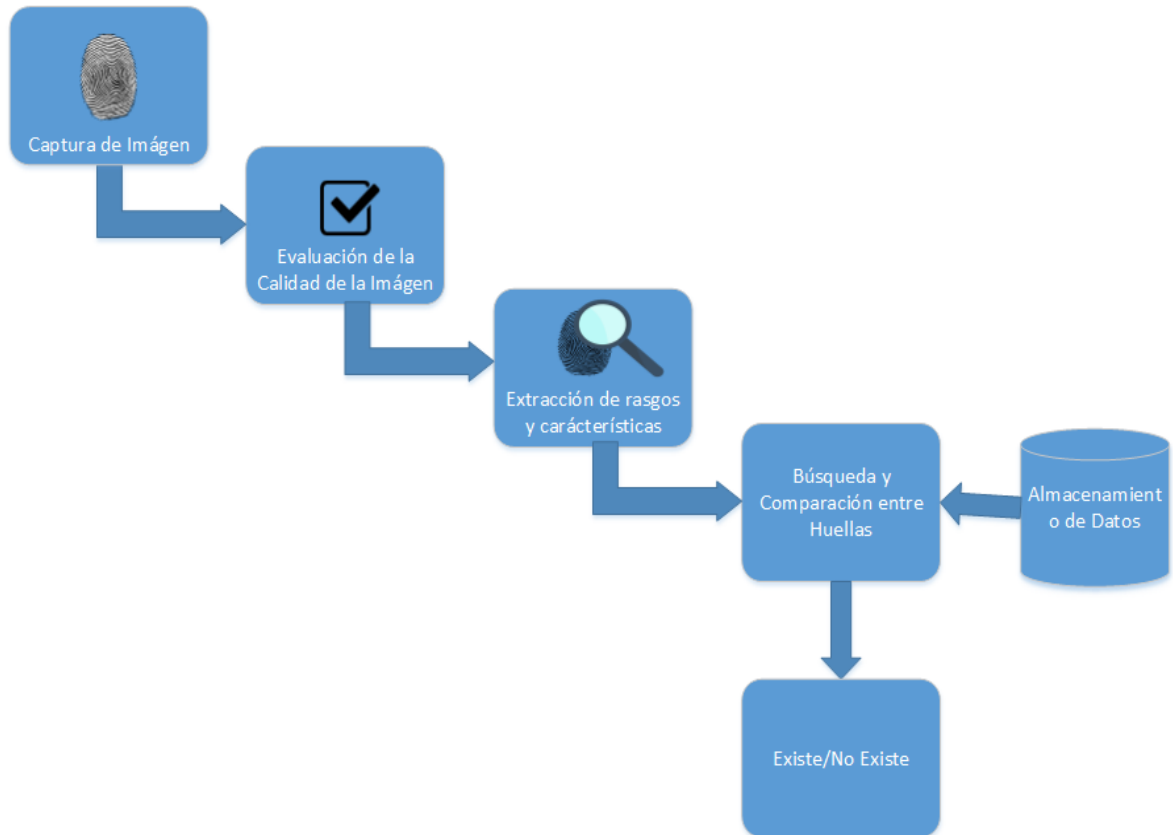 Captura de Imágen
Evaluación de la
Calidad de la Imágen
Extracción de rasgos
y carácterísticas
Búsqueda y
Comparación entre
Huellas
Almacenamient
o de Datos
Existe/No Existe